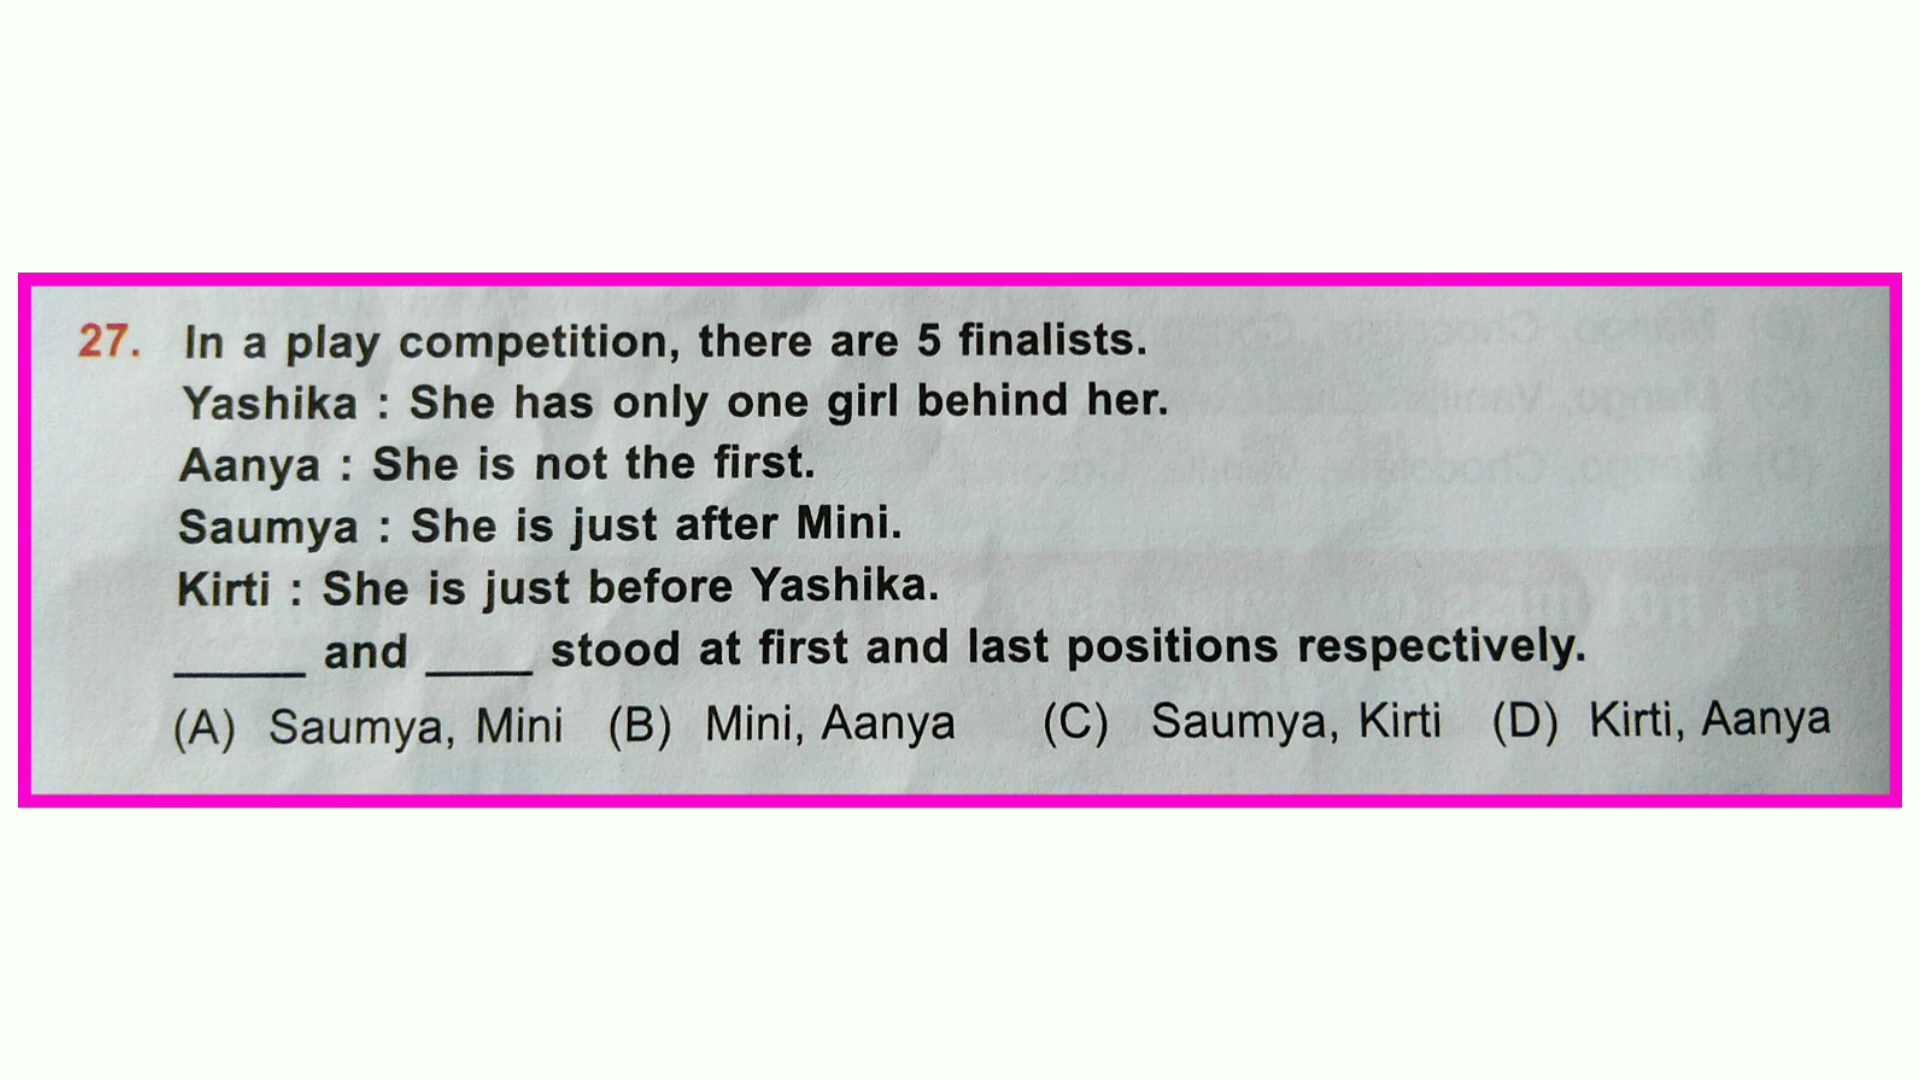 27. In a play competition, there are 5 finalists.
Yashika : She has only one girl behind her.
Aanya : She is not the first.
Saumya : She is just after Mini.
Kirti : She is just before Yashika.
_____ and ____ stood at first and last positions respectively.
(A) Saumya, Mini (B) Mini, Aanya (C) Saumya, Kirti (D) Kirti, Aanya